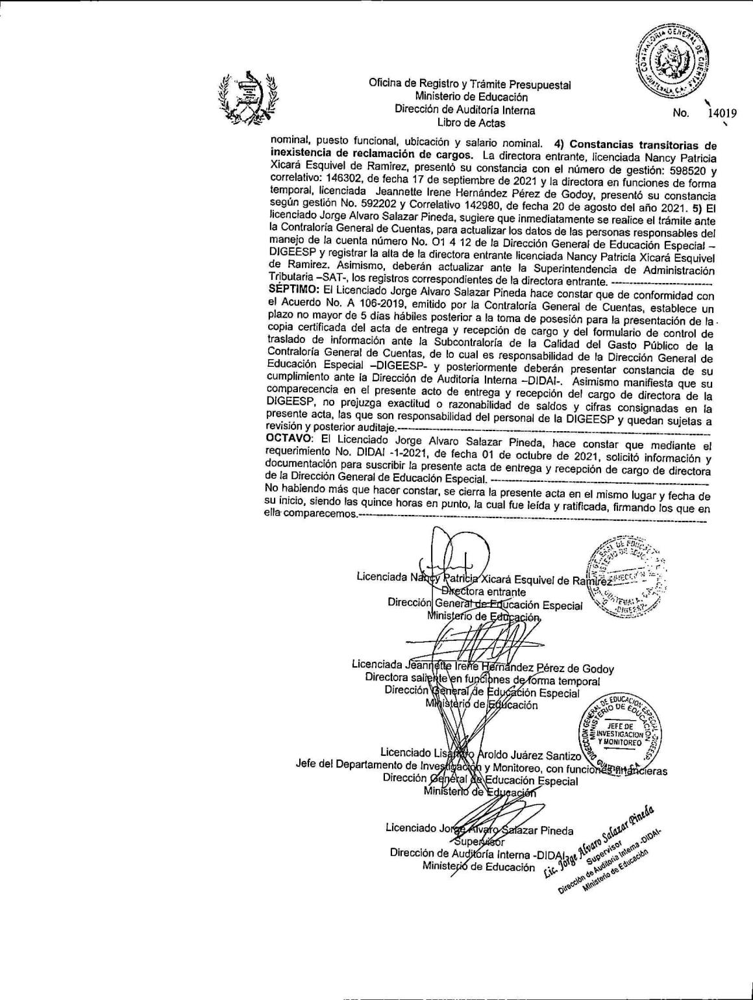 CONTRALORIA GENERAL DE CUENTAS
GUATEMALA, C.A.
Oficina de Registro y Trámite Presupuestal
Ministerio de Educación
Dirección de Auditoría Interna
Libro de Actas
No. 14019
nominal, puesto funcional, ubicación y salario nominal. 4) Constancias transitorias de
inexistencia de reclamación de cargos. La directora entrante, licenciada Nancy Patricia
Xicará Esquivel de Ramírez, presentó su constancia con el número de gestión: 598520 y
correlativo: 146302, de fecha 17 de septiembre de 2021 y la directora en funciones de forma
temporal, licenciada Jeannette Irene Hernández Pérez de Godoy, presentó su constancia
según gestión No. 592202 y Correlativo 142980, de fecha 20 de agosto del año 2021. 5) El
licenciado Jorge Alvaro Salazar Pineda, sugiere que inmediatamente se realice el trámite ante
la Contraloría General de Cuentas, para actualizar los datos de las personas responsables del
manejo de la cuenta número No. O1 4 12 de la Dirección General de Educación Especial –
DIGEESP y registrar la alta de la directora entrante licenciada Nancy Patricia Xicará Esquivel
de Ramirez. Asimismo, deberán actualizar ante la Superintendencia de Administración
Tributaria –SAT-, los registros correspondientes de la directora entrante. ----------------------------
SÉPTIMO: El Licenciado Jorge Alvaro Salazar Pineda hace constar que de conformidad con
el Acuerdo No. A 106-2019, emitido por la Contraloría General de Cuentas, establece un
plazo no mayor de 5 días hábiles posterior a la toma de posesión para la presentación de la
copia certificada del acta de entrega y recepción de cargo y del formulario de control de
traslado de información ante la Subcontraloría de la Calidad del Gasto Público de la
Contraloría General de Cuentas, de lo cual es responsabilidad de la Dirección General de
Educación Especial –DIGEESP- y posteriormente deberán presentar constancia de su
cumplimiento ante la Dirección de Auditoría Interna –DIDAI-. Asimismo manifiesta que su
comparecencia en el presente acto de entrega y recepción del cargo de directora de la
DIGEESP, no prejuzga exactitud o razonabilidad de saldos y cifras consignadas en la
presente acta, las que son responsabilidad del personal de la DIGEESP y quedan sujetas a
revisión y posterior auditaje.--------------------------------------------------------------------------------
OCTAVO: El Licenciado Jorge Alvaro Salazar Pineda, hace constar que mediante el
requerimiento No. DIDAI -1-2021, de fecha 01 de octubre de 2021, solicitó información y
documentación para suscribir la presente acta de entrega y recepción de cargo de directora
de la Dirección General de Educación Especial. ------------------------------------------------------------
No habiendo más que hacer constar, se cierra la presente acta en el mismo lugar y fecha de
su inicio, siendo las quince horas en punto, la cual fue leída y ratificada, firmando los que en
ella comparecemos.------------------------------------------------------------------------------------------
Licenciada Nancy Patricia Xicará Esquivel de Ramirez
Directora entrante
Dirección General de Educación Especial
Ministerio de Educación
DIRECCIÓN
GUATEMALA, C.A.
-DIGEESP-
Licenciada Jeannette Irene Hernández Pérez de Godoy
Directora saliente en funciones de forma temporal
Dirección General de Educación Especial
Ministerio de Educación
DIRECCIÓN GENERAL DE EDUCACION ESPECIAL -DIGEESP-
MINISTERIO DE EDUCACION
JEFE DE
INVESTIGACION
Y MONITOREO
Licenciado Lisandro Aroldo Juárez Santizo
Jefe del Departamento de Investigación y Monitoreo, con funciones financieras
Dirección General de Educación Especial
Ministerio de Educación
Licenciado Jorge Alvaro Salazar Pineda
Supervisor
Dirección de Auditoría Interna -DIDAI-
Ministerio de Educación
Lic. Jorge Alvaro Salazar Pineda
Supervisor
Dirección de Auditoría Interna -DIDAI-
Ministerio de Educación